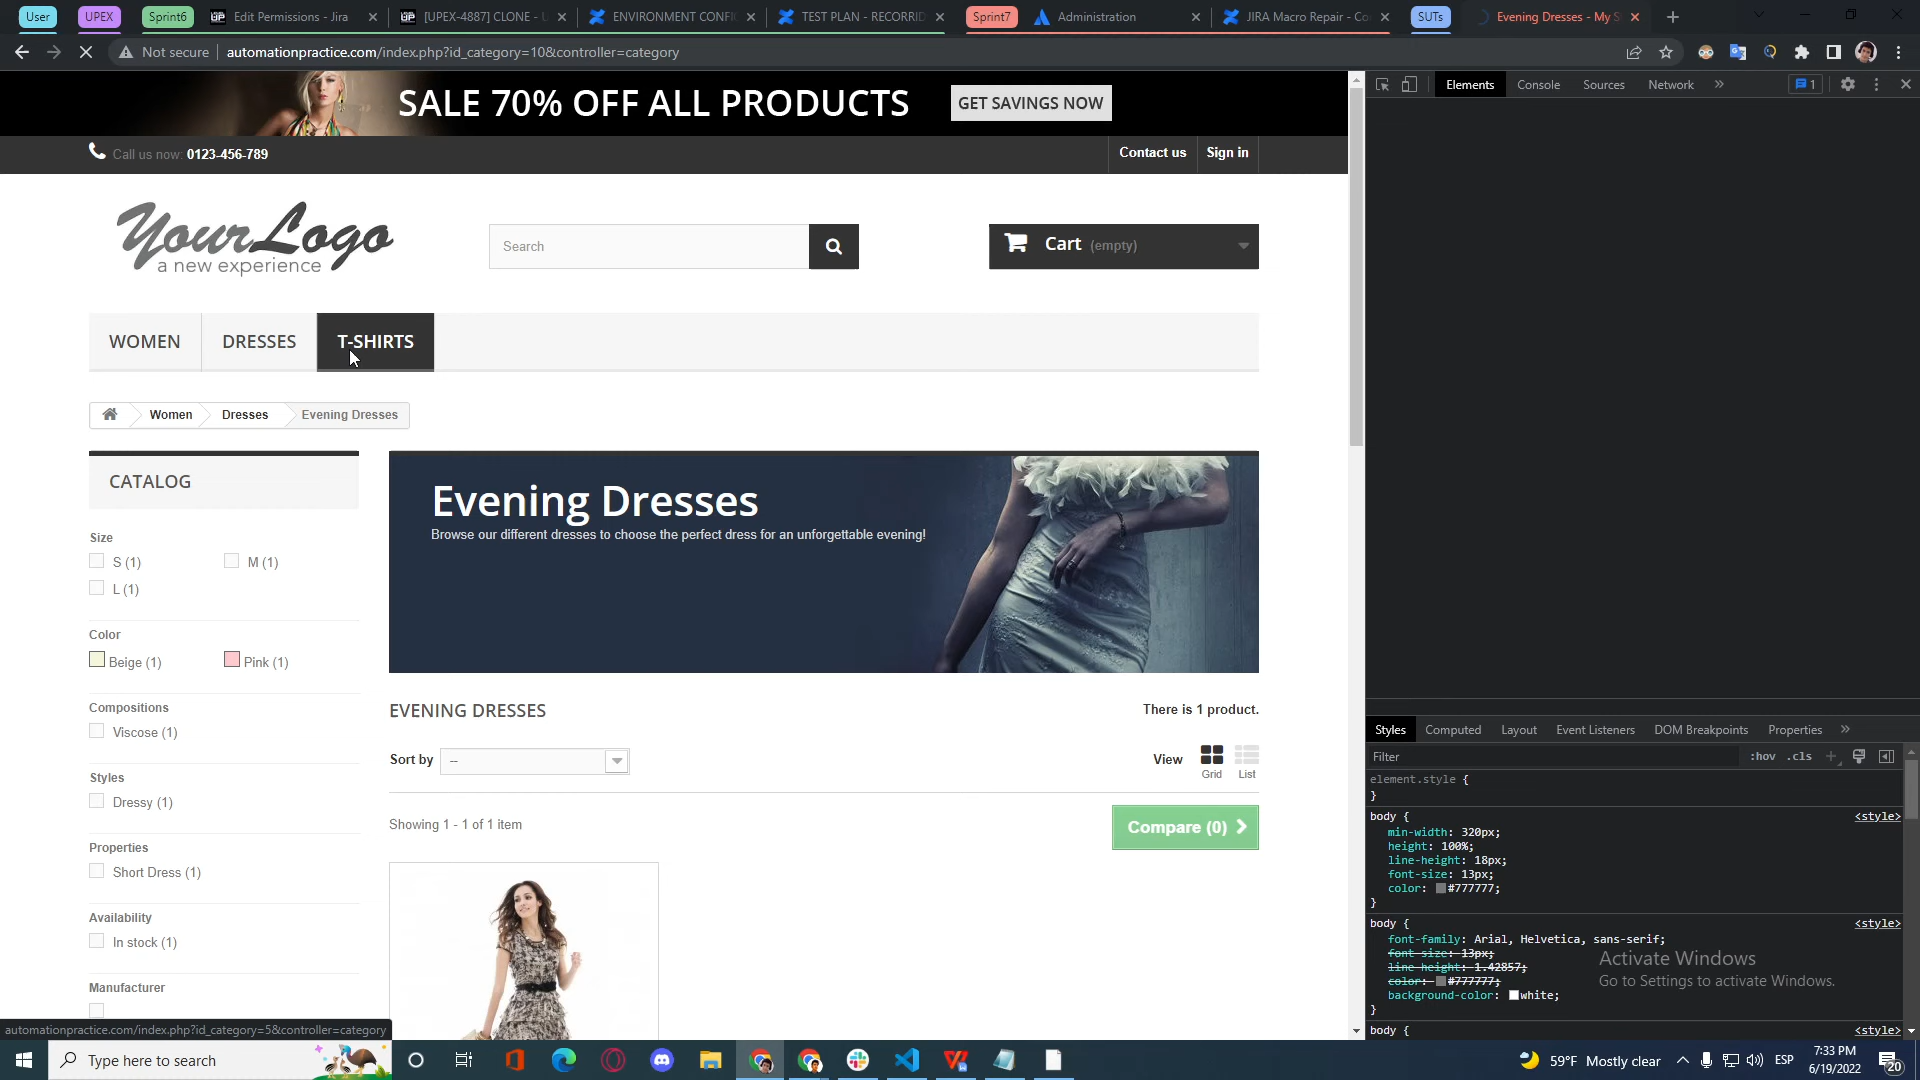 User
UPEX
Sprint6
Edit Permissions - Jira
[UPEX-4887] CLONE - U
ENVIRONMENT CONFI
TEST PLAN - RECORRID
Sprint7
Administration
JIRA Macro Repair - Co
SUTs
Evening Dresses - My S
Not secure
automationpractice.com/index.php?id_category=10&controller=category
SALE 70% OFF ALL PRODUCTS
GET SAVINGS NOW
Call us now: 0123-456-789
Contact us
Sign in
YourLogo
a new experience
Search
Cart (empty)
WOMEN
DRESSES
T-SHIRTS
Women
Dresses
Evening Dresses
CATALOG
Size
S (1)
M (1)
L (1)
Color
Beige (1)
Pink (1)
Compositions
Viscose (1)
Styles
Dressy (1)
Properties
Short Dress (1)
Availability
In stock (1)
Manufacturer
Evening Dresses
Browse our different dresses to choose the perfect dress for an unforgettable evening!
EVENING DRESSES
There is 1 product.
Sort by
--
View
Grid
List
Showing 1 - 1 of 1 item
Compare (0)
automationpractice.com/index.php?id_category=5&controller=category
Elements
Console
Sources
Network
1
Styles
Computed
Layout
Event Listeners
DOM Breakpoints
Properties
Filter
:hov
.cls
element.style {
}
body {
<style>
min-width: 320px;
height: 100%;
line-height: 18px;
font-size: 13px;
color: #777777;
}
body {
<style>
font-family: Arial, Helvetica, sans-serif;
font-size: 13px;
line-height: 1.42857;
color: #777777;
background-color: white;
}
body {
<style>
Activate Windows
Go to Settings to activate Windows.
Type here to search
59°F Mostly clear
ESP
7:33 PM
6/19/2022
20